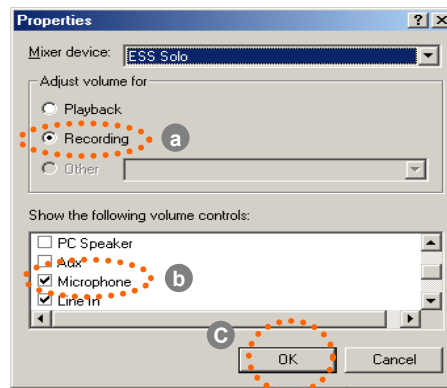 Properties
Mixer device: ESS Solo
Adjust volume for
Playback
Recording a
Other
Show the following volume controls:
PC Speaker
Aux
Microphone b
Line In
c
OK Cancel